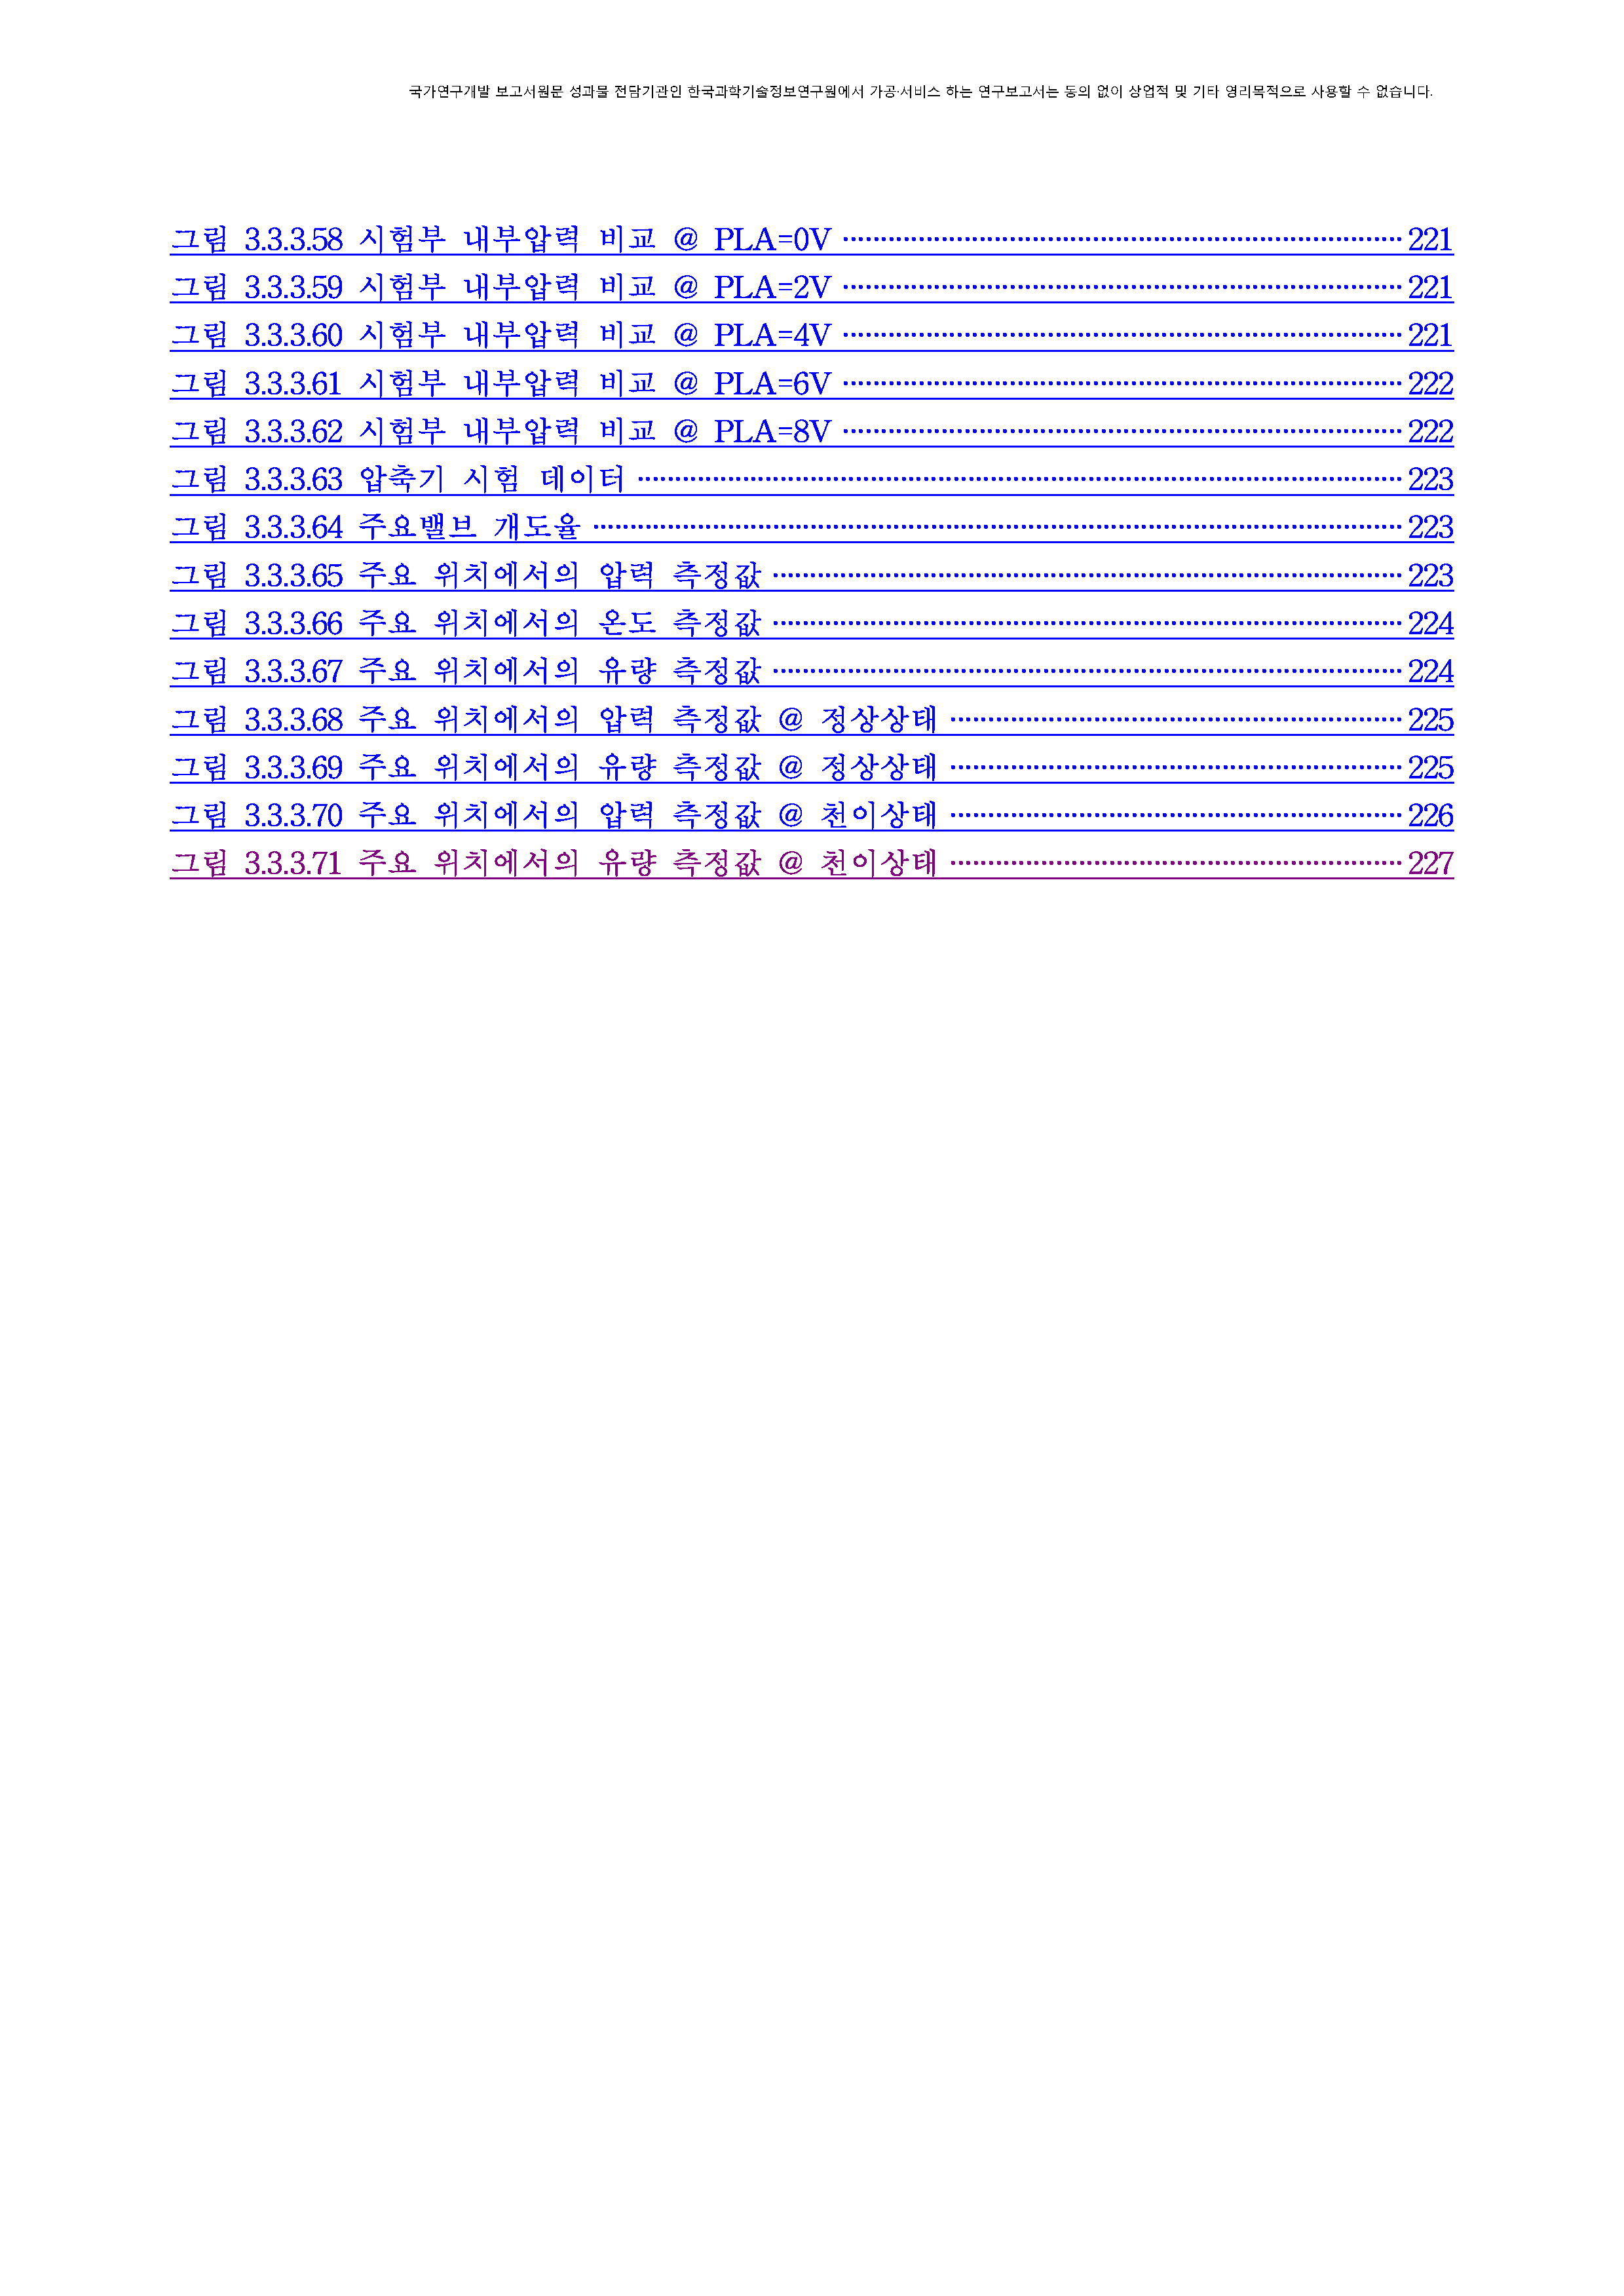 국가연구개발 보고서원문 성과물 전담기관인 한국과학기술정보연구원에서 가공·서비스 하는 연구보고서는 동의 없이 상업적 및 기타 영리목적으로 사용할 수 없습니다.
그림 3.3.3.58 시험부 내부압력 비교 @ PLA=0V ········ 221
그림 3.3.3.59 시험부 내부압력 비교 @ PLA=2V ········ 221
그림 3.3.3.60 시험부 내부압력 비교 @ PLA=4V ········ 221
그림 3.3.3.61 시험부 내부압력 비교 @ PLA=6V ········ 222
그림 3.3.3.62 시험부 내부압력 비교 @ PLA=8V ········ 222
그림 3.3.3.63 압축기 시험 데이터 ········ 223
그림 3.3.3.64 주요밸브 개도율 ········ 223
그림 3.3.3.65 주요 위치에서의 압력 측정값 ········ 223
그림 3.3.3.66 주요 위치에서의 온도 측정값 ········ 224
그림 3.3.3.67 주요 위치에서의 유량 측정값 ········ 224
그림 3.3.3.68 주요 위치에서의 압력 측정값 @ 정상상태 ········ 225
그림 3.3.3.69 주요 위치에서의 유량 측정값 @ 정상상태 ········ 225
그림 3.3.3.70 주요 위치에서의 압력 측정값 @ 천이상태 ········ 226
그림 3.3.3.71 주요 위치에서의 유량 측정값 @ 천이상태 ········ 227